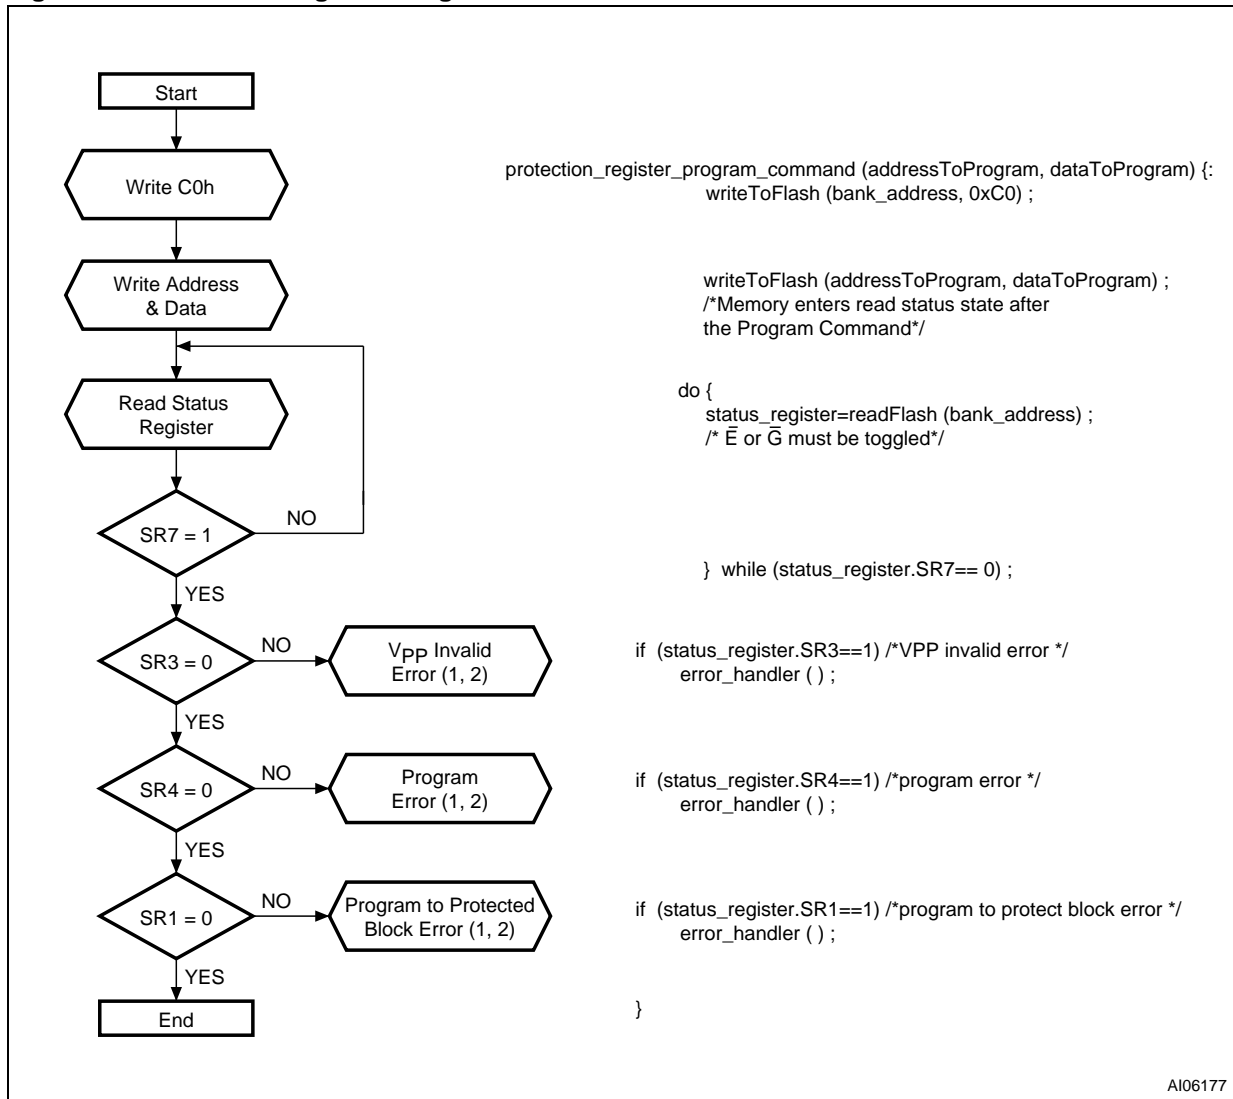 Start
protection_register_program_command (addressToProgram, dataToProgram) {:
Write C0h
writeToFlash (bank_address, 0xC0) ;
Write Address
& Data
writeToFlash (addressToProgram, dataToProgram) ;
/*Memory enters read status state after
the Program Command*/
Read Status
Register
do {
status_register=readFlash (bank_address) ;
/* E̅ or G̅ must be toggled*/
SR7 = 1
NO
} while (status_register.SR7== 0) ;
YES
SR3 = 0
NO
VPP Invalid
Error (1, 2)
if (status_register.SR3==1) /*VPP invalid error */
error_handler ( ) ;
YES
SR4 = 0
NO
Program
Error (1, 2)
if (status_register.SR4==1) /*program error */
error_handler ( ) ;
YES
SR1 = 0
NO
Program to Protected
Block Error (1, 2)
if (status_register.SR1==1) /*program to protect block error */
error_handler ( ) ;
YES
End
}
AI06177